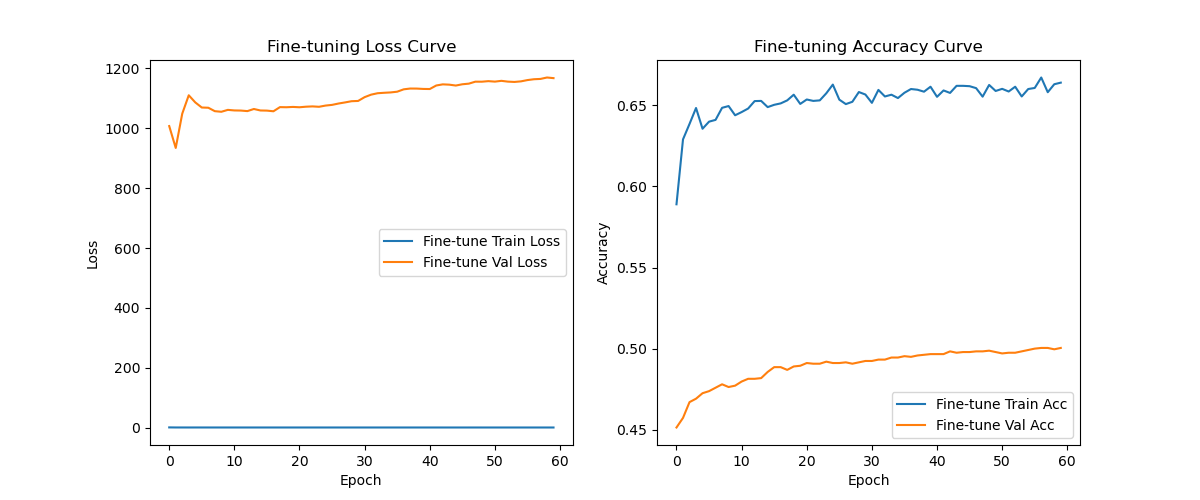 Fine-tuning Loss Curve
1200
1000
800
600
400
200
0
Loss
Fine-tune Train Loss
Fine-tune Val Loss
0 10 20 30 40 50 60
Epoch
Fine-tuning Accuracy Curve
0.65
0.60
0.55
0.50
0.45
Accuracy
Fine-tune Train Acc
Fine-tune Val Acc
0 10 20 30 40 50 60
Epoch